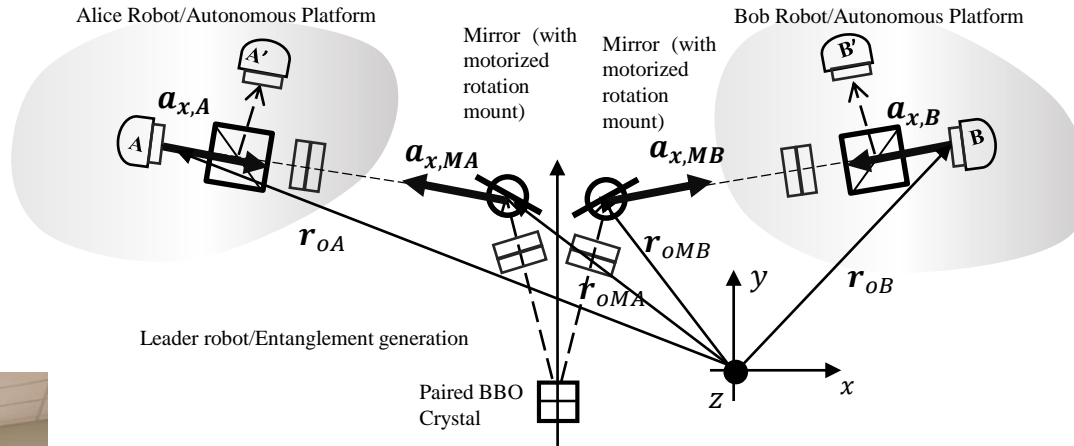 Alice Robot/Autonomous Platform
Bob Robot/Autonomous Platform
Mirror (with
motorized
rotation
mount)
Mirror (with
motorized
rotation
mount)
A'
B'
a_{x,A}
a_{x,B}
A
B
a_{x,MA}
a_{x,MB}
r_{oA}
r_{oMB}
r_{oMA}
r_{oB}
y
Leader robot/Entanglement generation
Paired BBO
Crystal
z
x